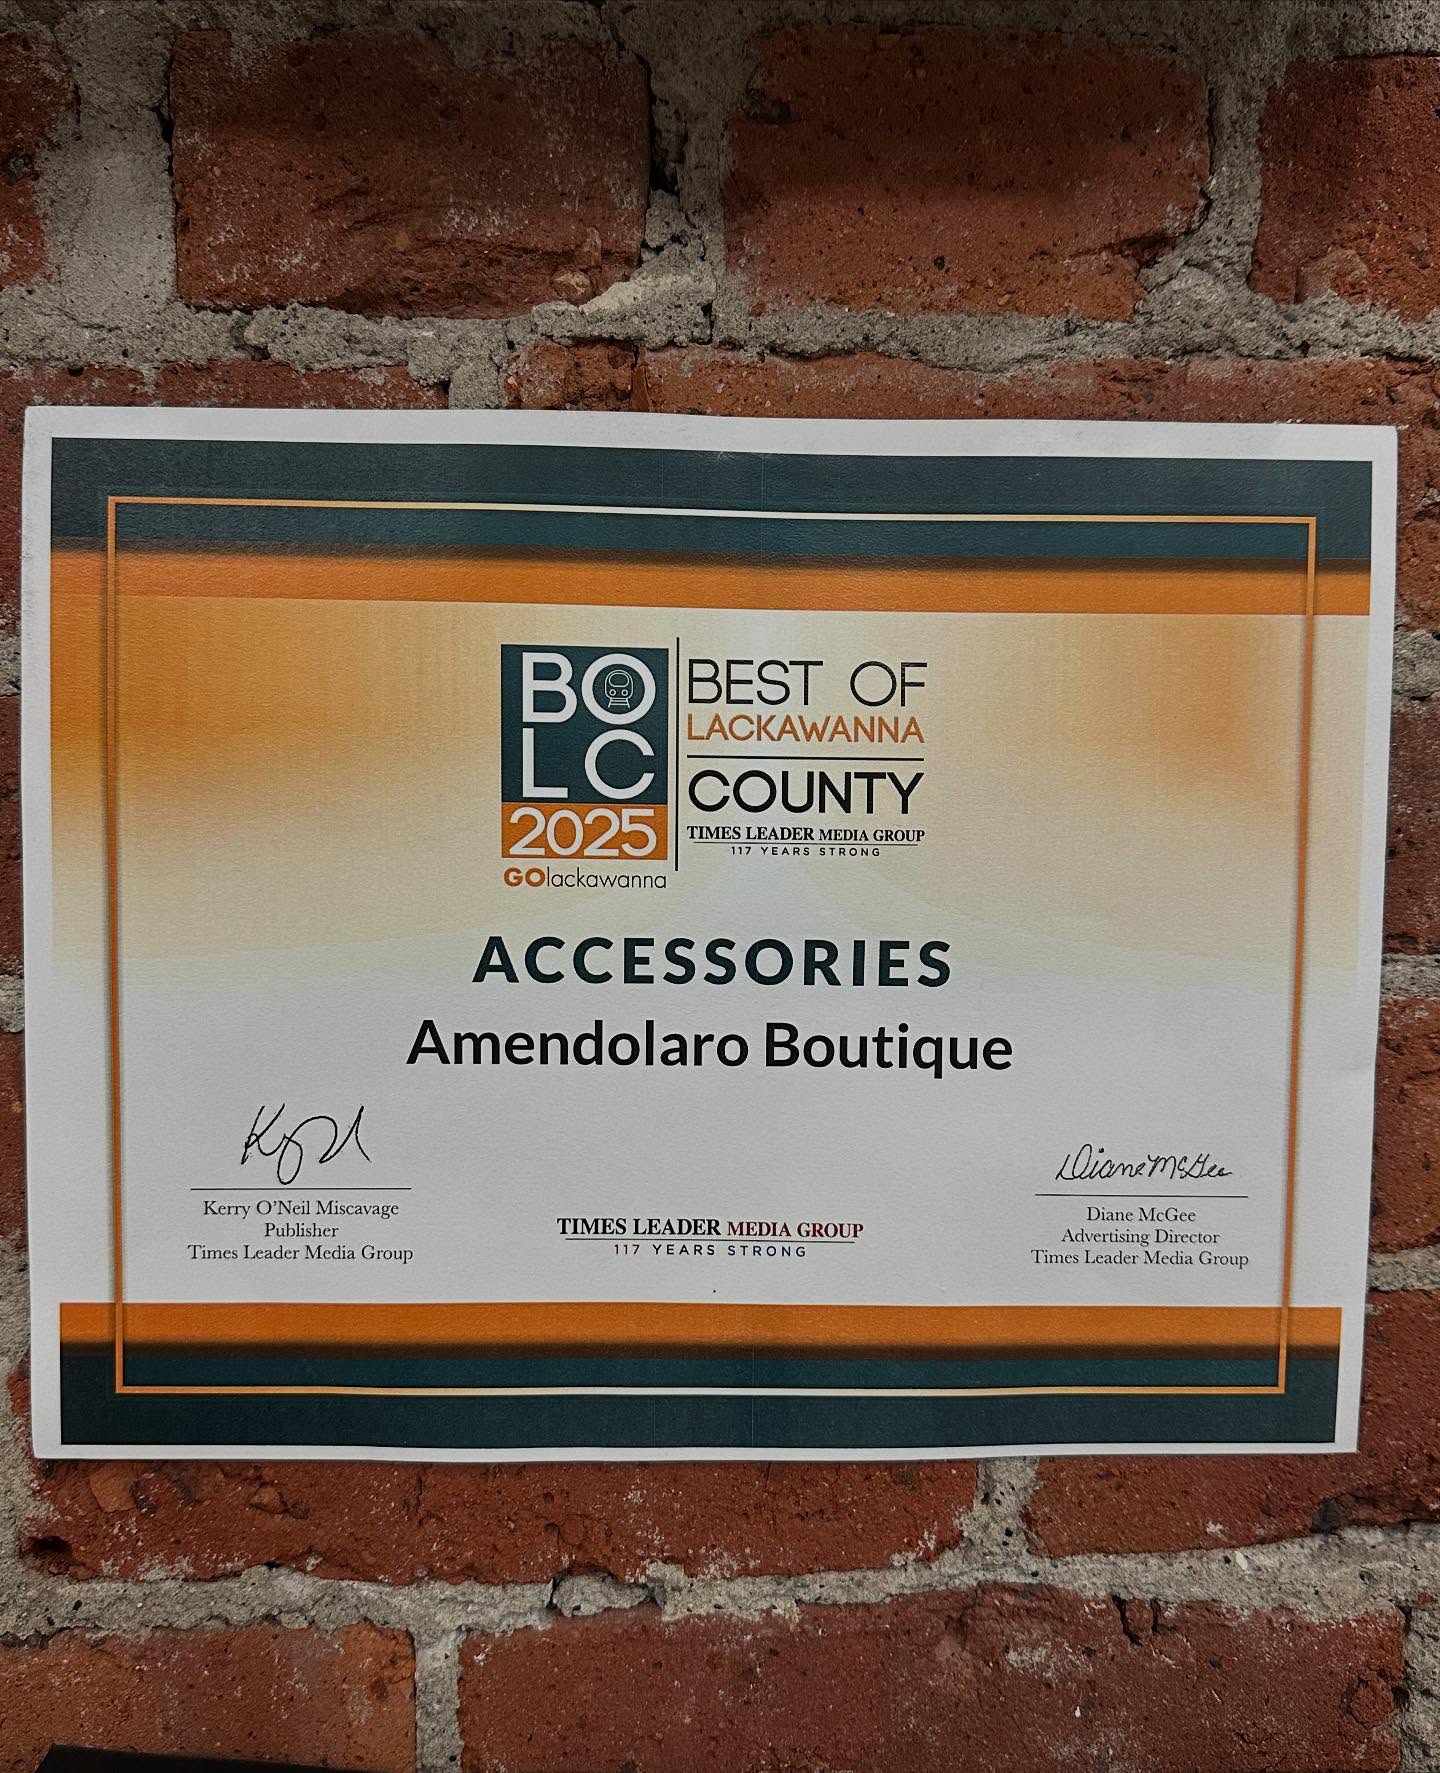 BO
LC
2025
GOlackawanna
BEST OF
LACKAWANNA
COUNTY
TIMES LEADER MEDIA GROUP
117 YEARS STRONG
ACCESSORIES
Amendolaro Boutique
Kerry O'Neil Miscavage
Publisher
Times Leader Media Group
TIMES LEADER MEDIA GROUP
117 YEARS STRONG
Diane McGee
Diane McGee
Advertising Director
Times Leader Media Group